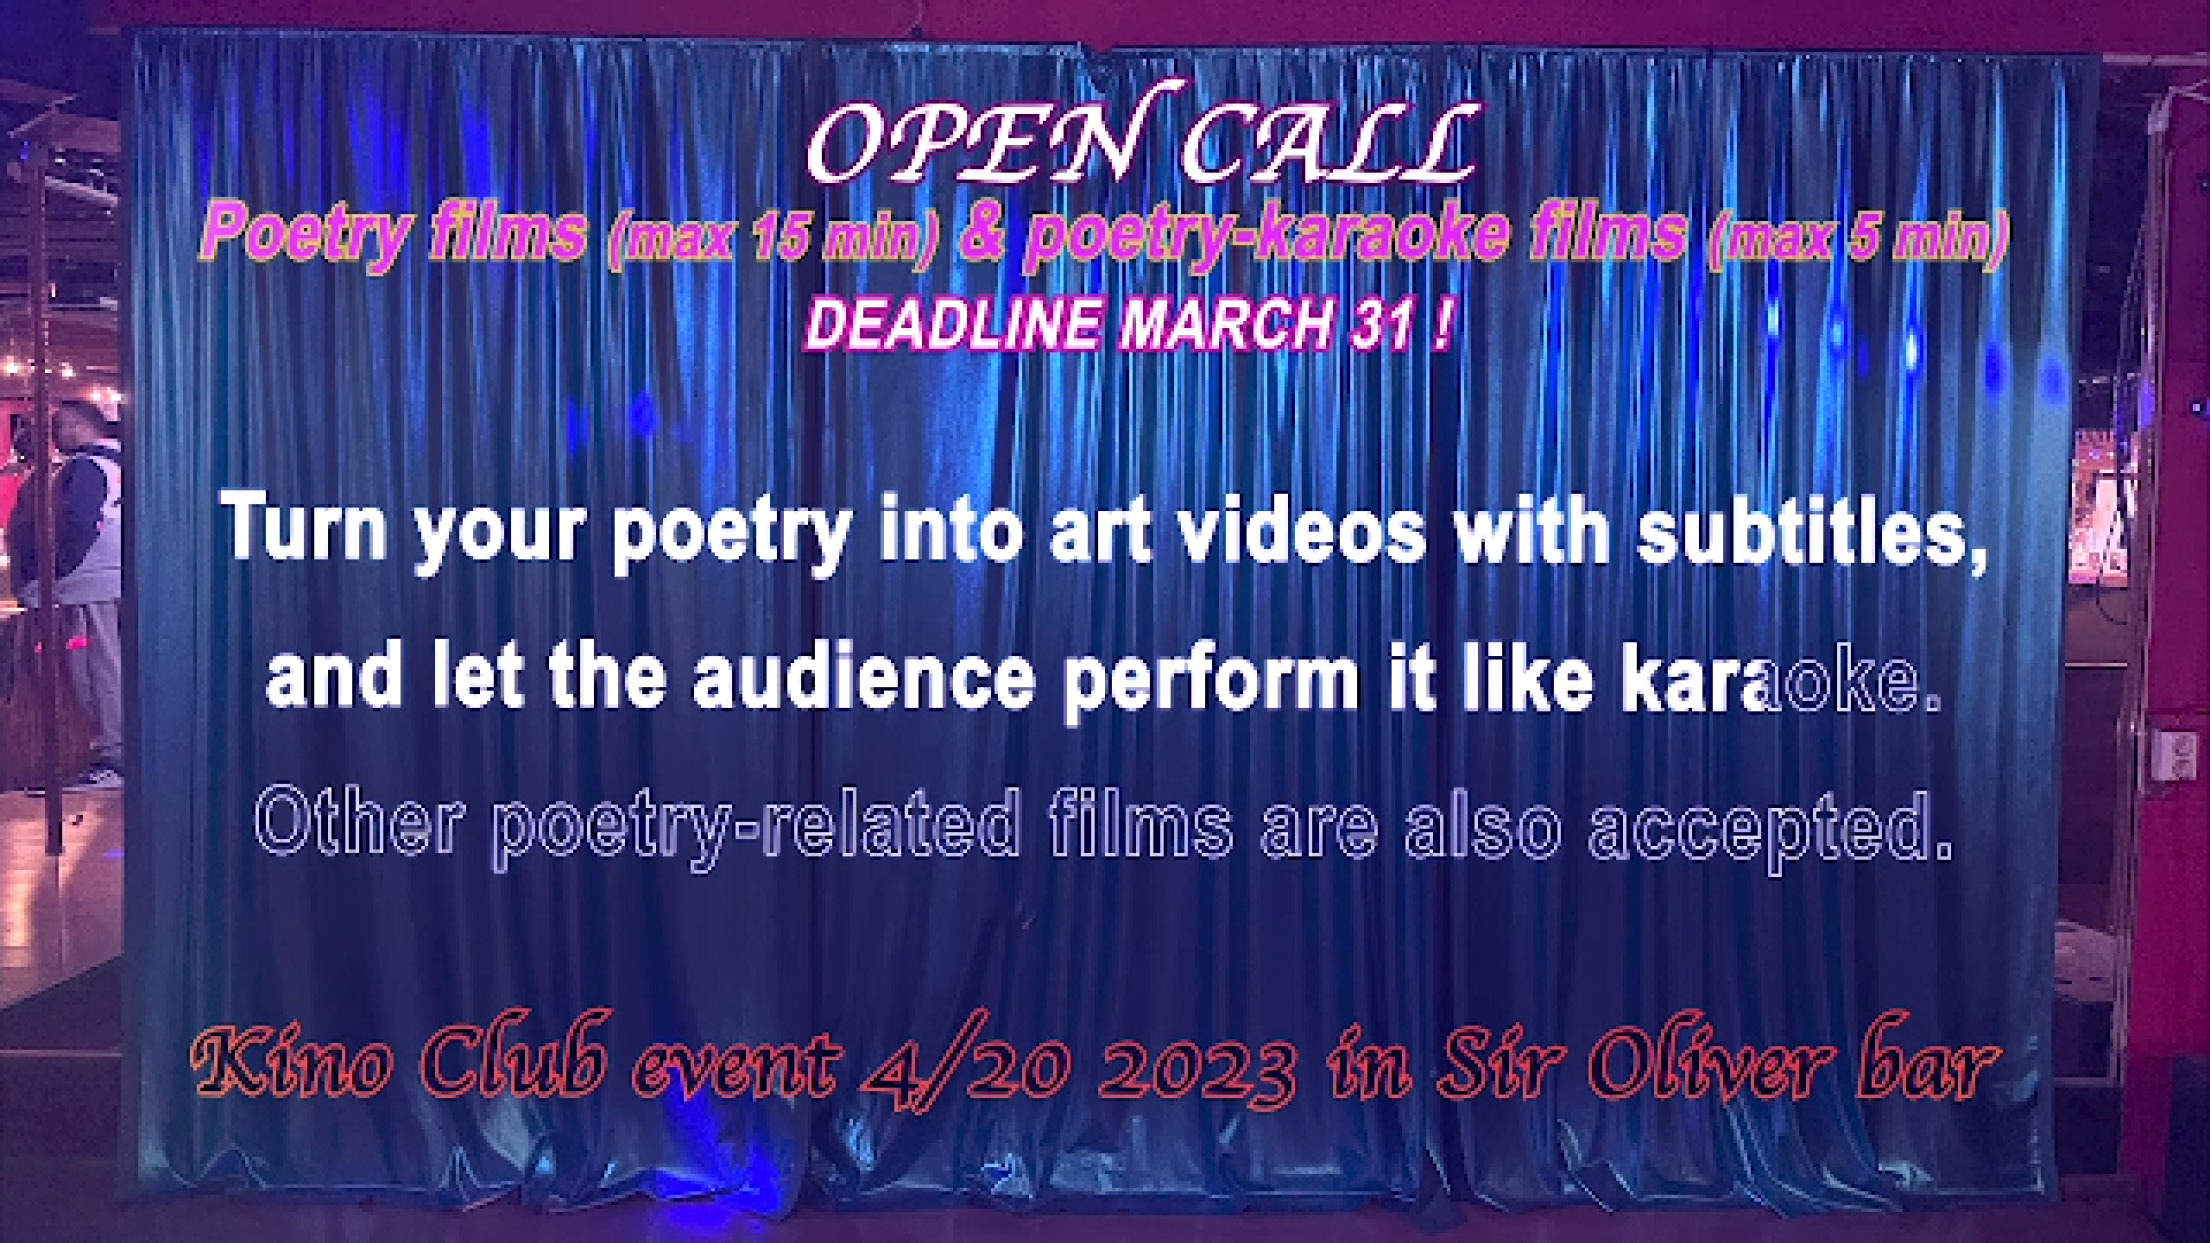 OPEN CALL
Poetry films (max 15 min) & poetry-karaoke films (max 5 min)
DEADLINE MARCH 31 !
Turn your poetry into art videos with subtitles,
and let the audience perform it like karaoke.
Other poetry-related films are also accepted.
Kino Club event 4/20 2023 in Sir Oliver bar